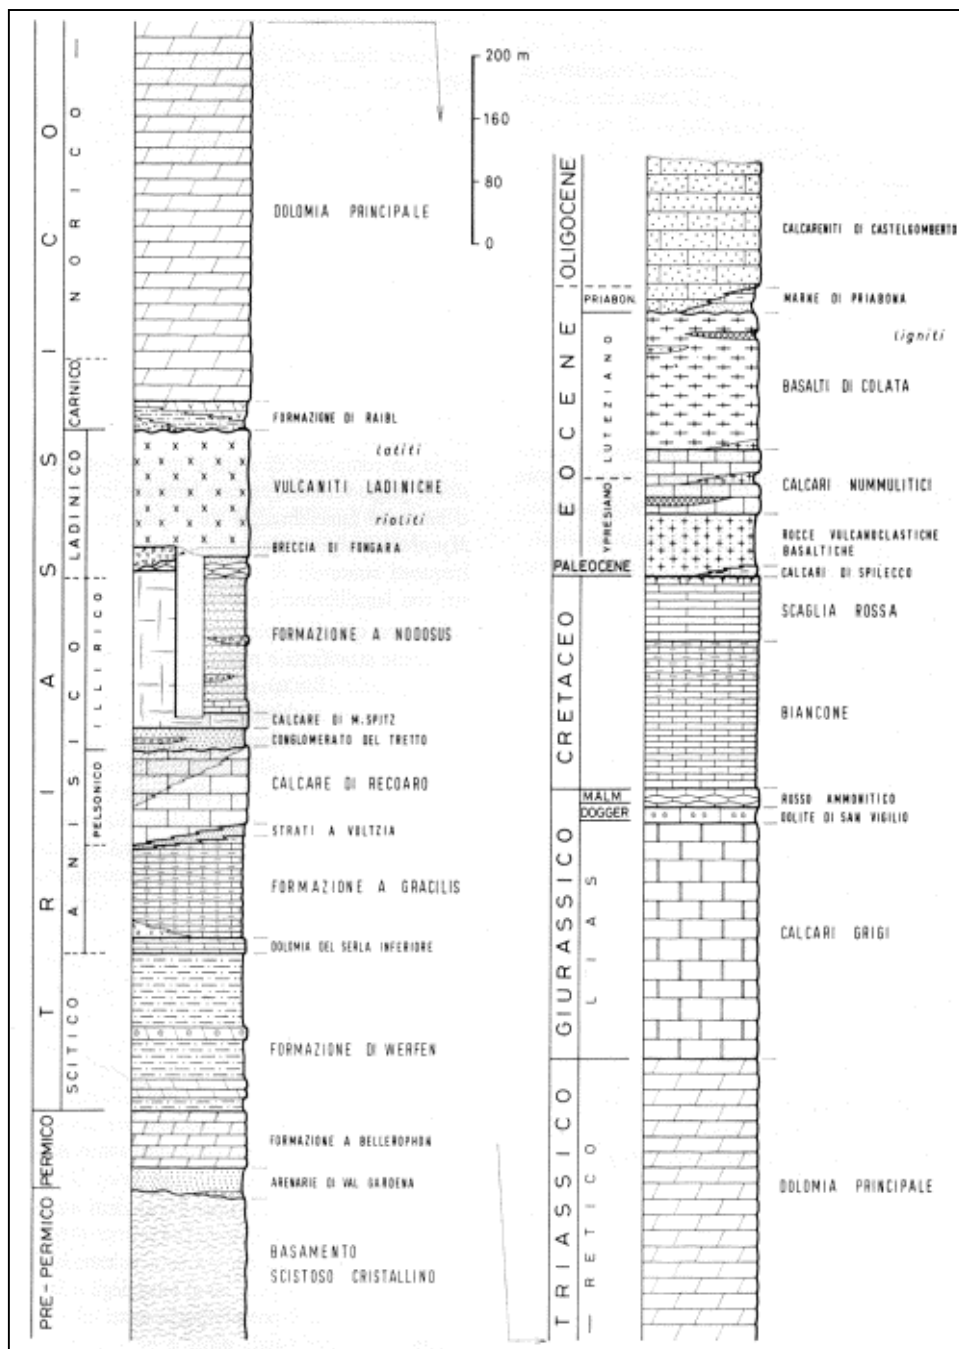 200 m
160
80
0
TRIASSICO
NORICO —
CARNICO
LADINICO
ANISICO
ILLIRICO
PELSONICO
SCITICO
PERMICO
PRE-PERMICO
DOLOMIA PRINCIPALE
FORMAZIONE DI RAIBL
latiti
VULCANITI LADINICHE
rioliti
BRECCIA DI FONGARA
FORMAZIONE A NODOSUS
CALCARE DI M. SPITZ
CONGLOMERATO DEL TRETTO
CALCARE DI RECOARO
STRATI A VOLTZIA
FORMAZIONE A GRACILIS
DOLOMIA DEL SERLA INFERIORE
FORMAZIONE DI WERFEN
FORMAZIONE A BELLEROPHON
ARENARIE DI VAL GARDENA
BASAMENTO
SCISTOSO CRISTALLINO
OLIGOCENE
EOCENE
PRIABON.
LUTEZIANO
YPRESIANO
PALEOCENE
CRETACEO
MALM
DOGGER
GIURASSICO
LIAS
TRIASSICO
— RETICO
CALCARENITI DI CASTELGOMBERTO
MARNE DI PRIABONA
ligniti
BASALTI DI COLATA
CALCARI NUMMULITICI
ROCCE VULCANOCLASTICHE
BASALTICHE
CALCARI DI SPILECCO
SCAGLIA ROSSA
BIANCONE
ROSSO AMMONITICO
OOLITE DI SAN VIGILIO
CALCARI GRIGI
DOLOMIA PRINCIPALE